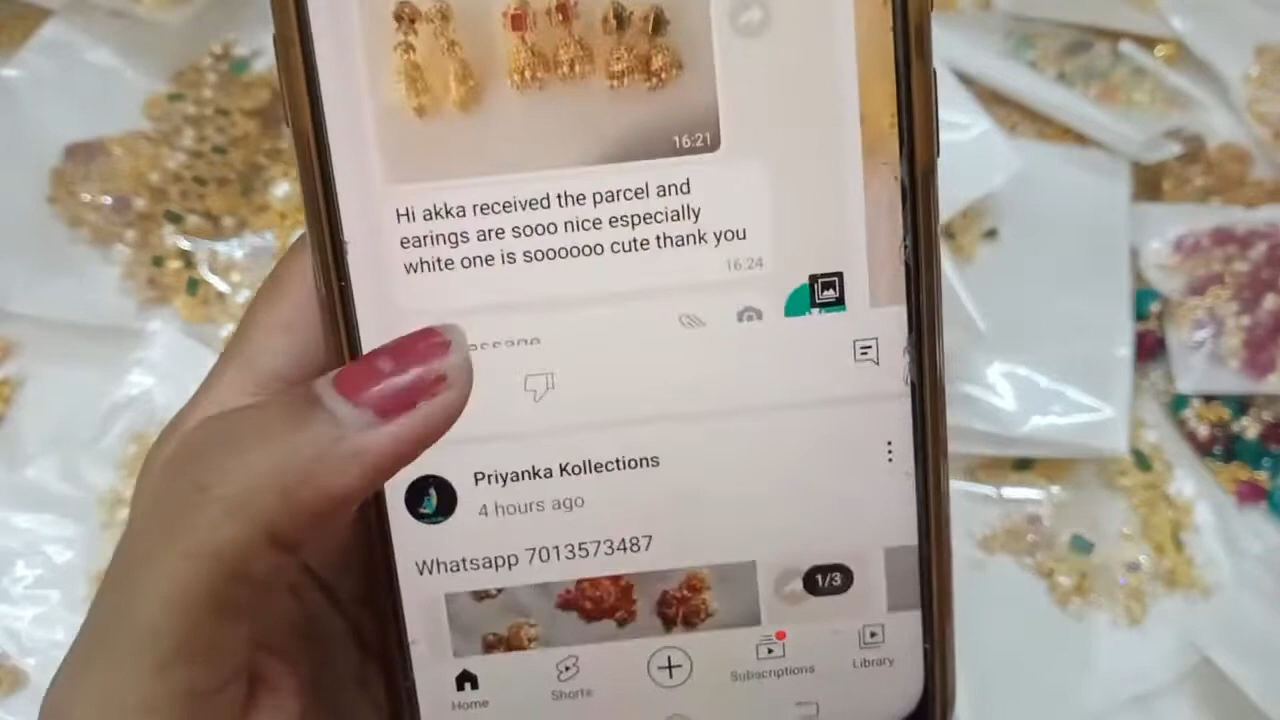 16:21
Hi akka received the parcel and
earings are sooo nice especially
white one is soooooo cute thank you
16:24
Priyanka Kollections
4 hours ago
Whatsapp 7013573487
1/3
Home
Shorts
Subscriptions
Library